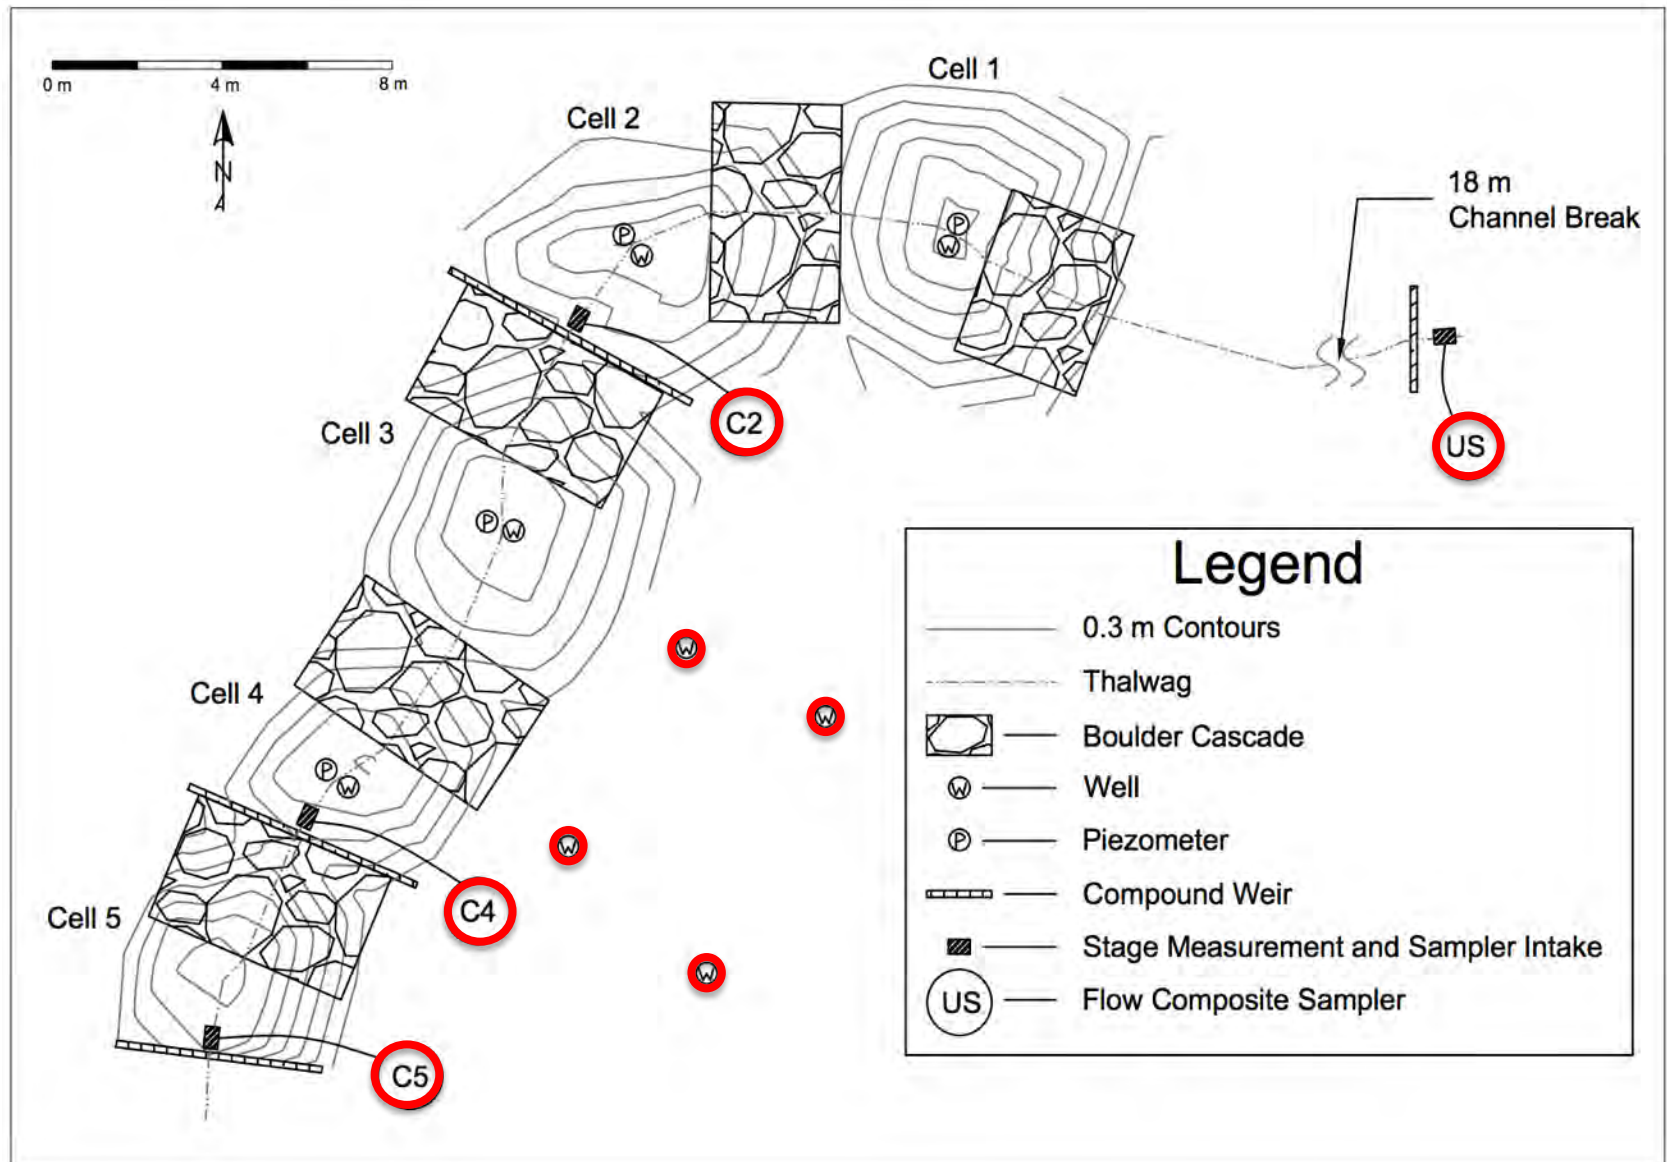 Cell 1
0 m 4 m 8 m
Cell 2
N
18 m
Channel Break
P
W
P
W
C2
US
Cell 3
P W
Legend
0.3 m Contours
W
Thalwag
Cell 4
W
Boulder Cascade
P
W
W Well
W
P Piezometer
Compound Weir
C4
Cell 5
Stage Measurement and Sampler Intake
W
US Flow Composite Sampler
C5